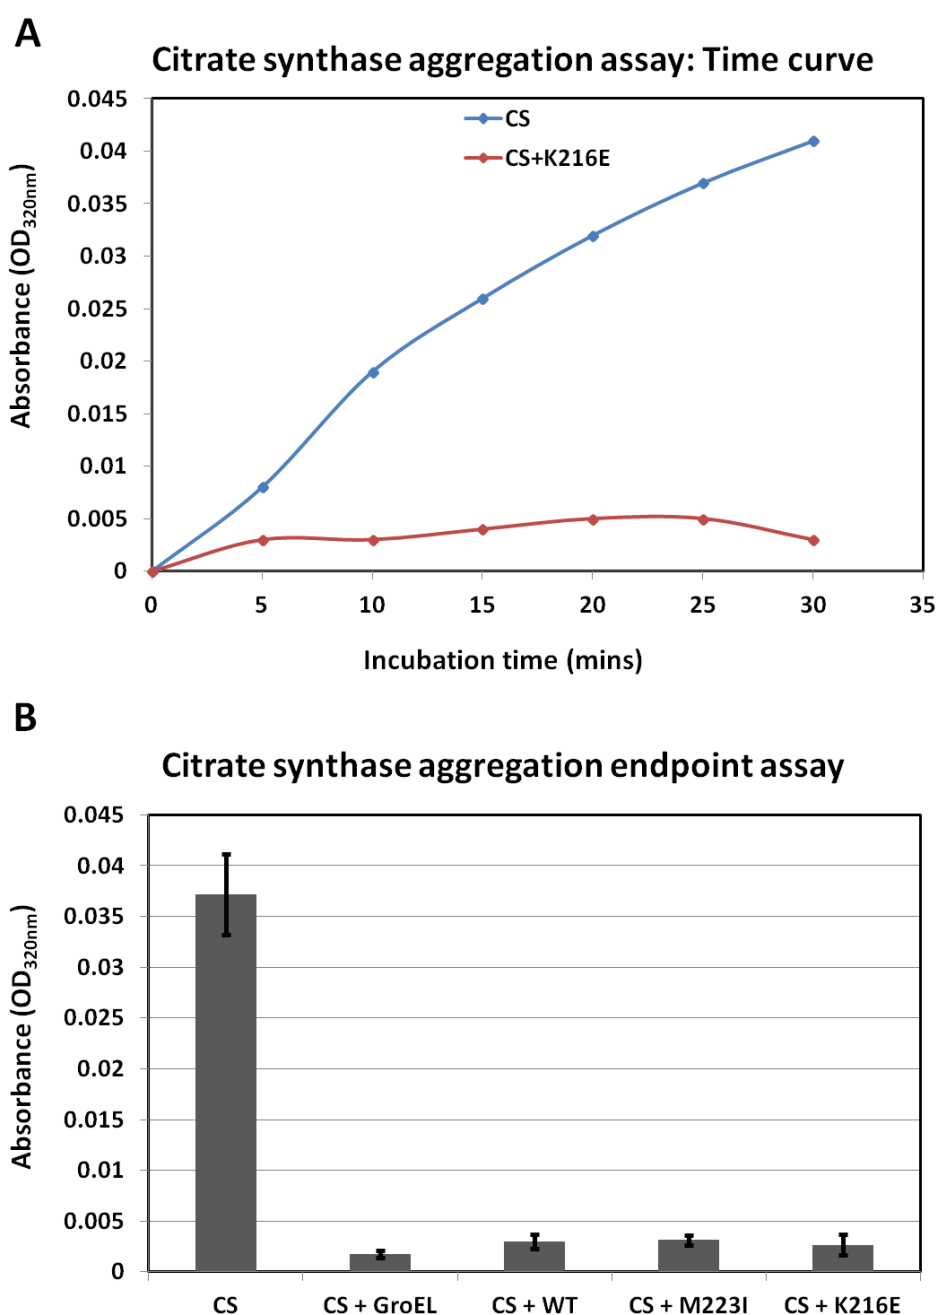 A
Citrate synthase aggregation assay: Time curve
0.045
0.04
0.035
0.03
0.025
0.02
0.015
0.01
0.005
0
Absorbance (OD320nm)
CS
CS+K216E
0 5 10 15 20 25 30 35
Incubation time (mins)
B
Citrate synthase aggregation endpoint assay
0.045
0.04
0.035
0.03
0.025
0.02
0.015
0.01
0.005
0
Absorbance (OD320nm)
CS CS + GroEL CS + WT CS + M223I CS + K216E